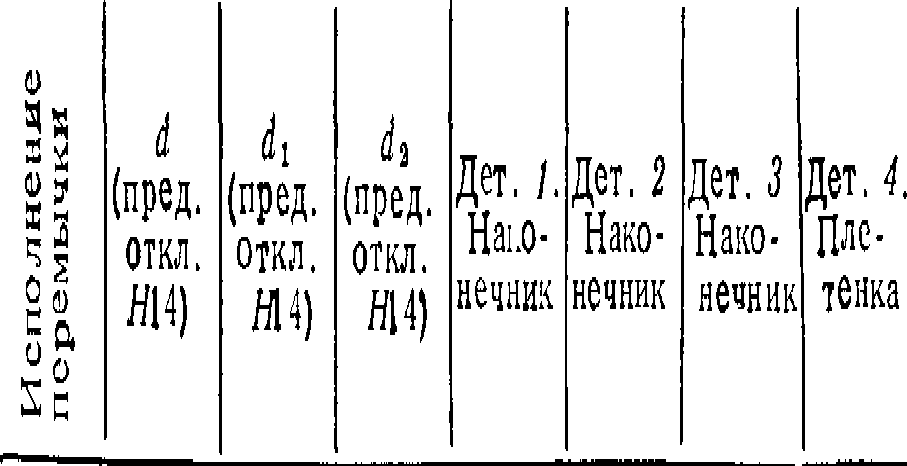 Исполнение
перемычки
d
(пред.
откл.
H14)
d₁
(пред.
откл.
H14)
d₂
(пред.
откл.
H14)
Дет. 1.
Нако-
нечник
Дет. 2
Нако-
нечник
Дет. 3
Нако-
нечник
Дет. 4.
Пле-
тенка